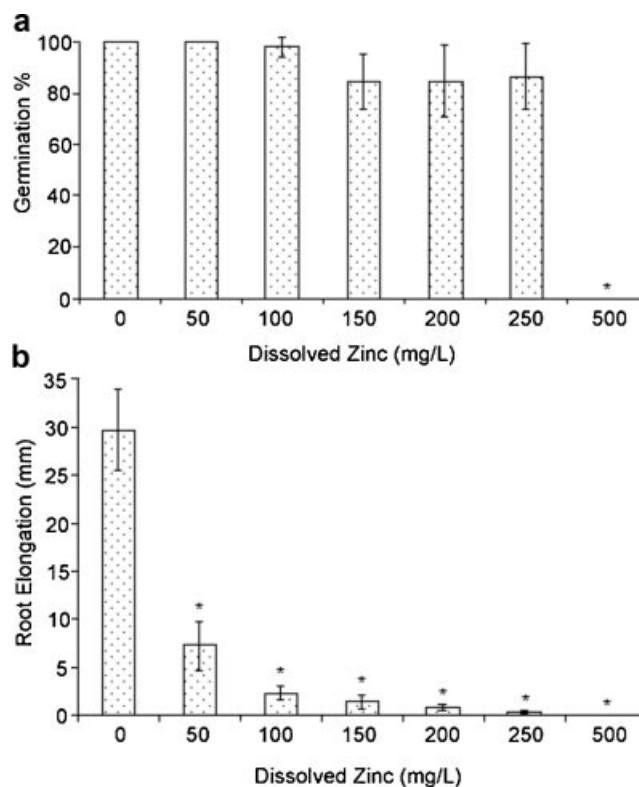 a
Germination %
100
80
60
40
20
0
*
0 50 100 150 200 250 500
Dissolved Zinc (mg/L)
b
Root Elongation (mm)
35
30
25
20
15
10
5
0
* * * * * *
0 50 100 150 200 250 500
Dissolved Zinc (mg/L)